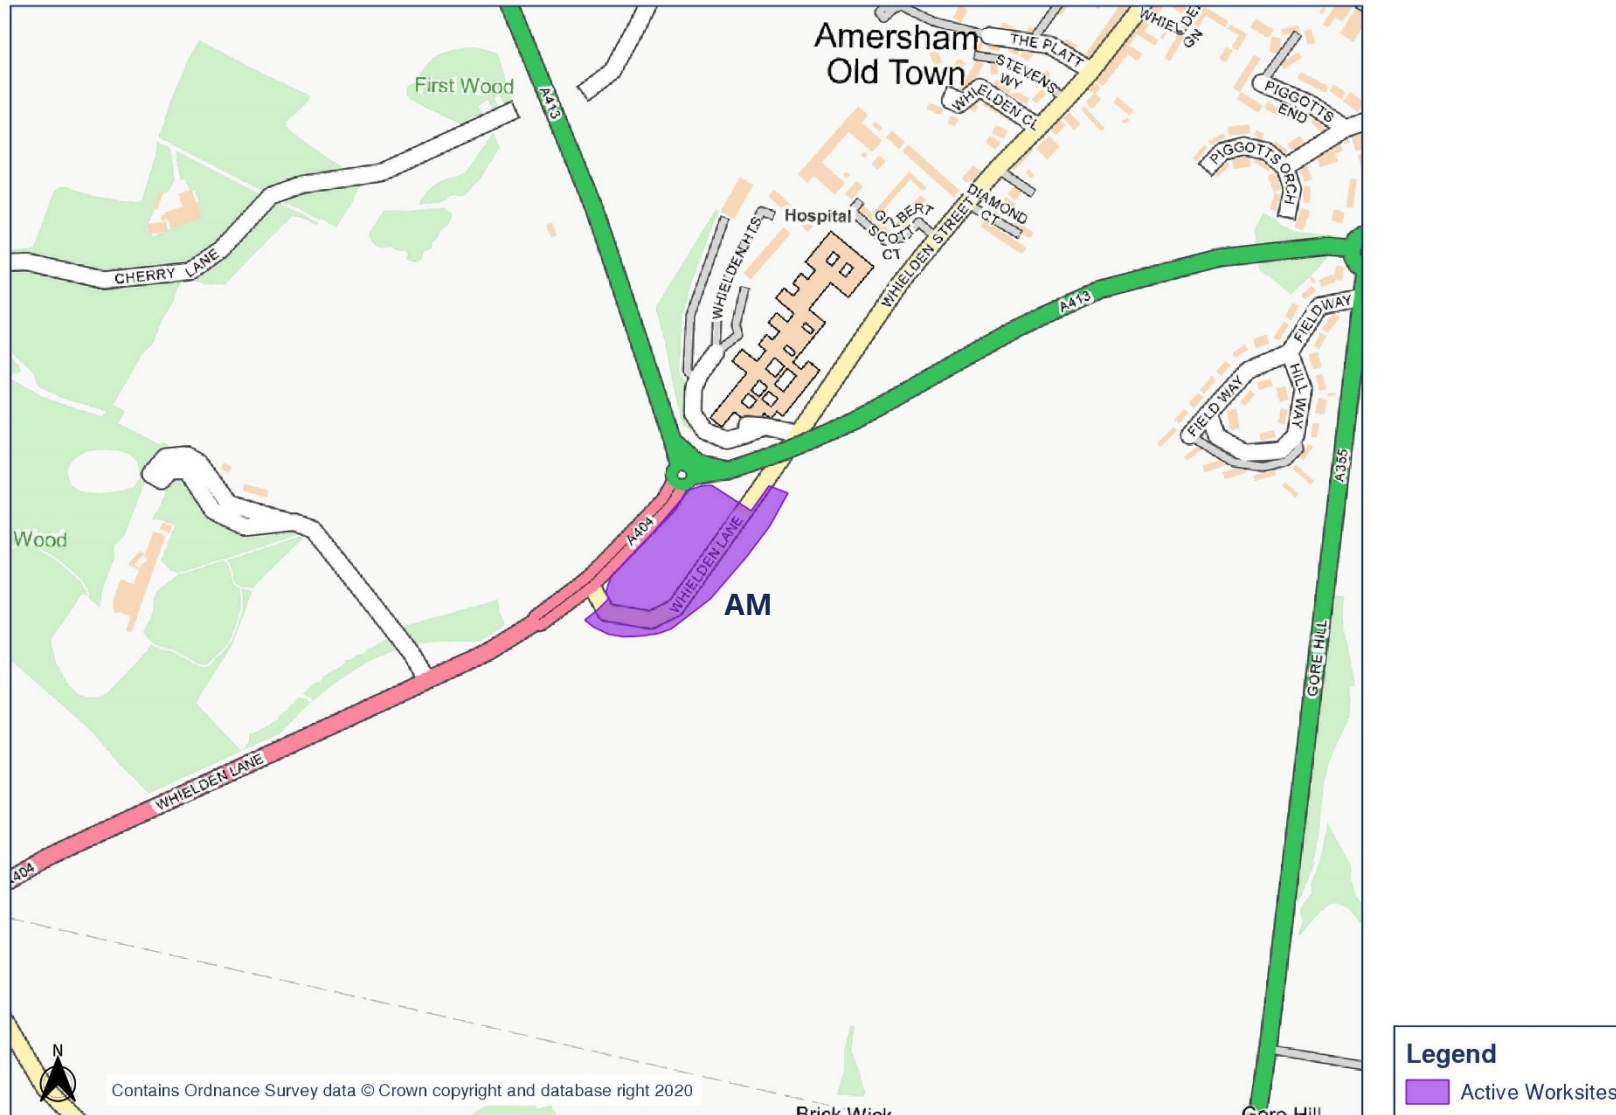 Amersham
Old Town
THE PLATT
STEVENS
WY
WHIELDEN CL
PIGGOTTS
END
PIGGOTTS ORCH
First Wood
A413
CHERRY LANE
Hospital
GILBERT
SCOTT
CT
DIAMOND
CT
WHIELDEN STREET
WHIELDEN HTS
A413
FIELD WAY
FIELD WAY
HILL WAY
A355
Wood
A404
WHIELDEN LANE
AM
GORE HILL
WHIELDEN LANE
N
Contains Ordnance Survey data © Crown copyright and database right 2020
Brick Wick
Gore Hill
Legend
Active Worksites